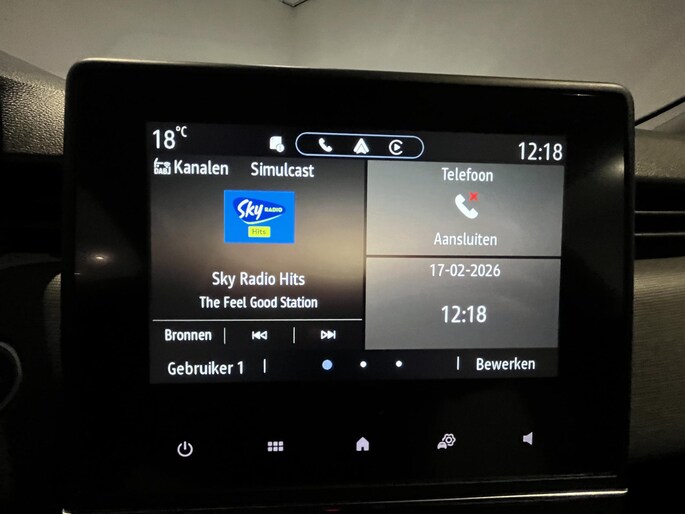 18°C
12:18
DAB Kanalen Simulcast
Sky RADIO
Hits
Sky Radio Hits
The Feel Good Station
Bronnen
Telefoon
Aansluiten
17-02-2026
12:18
Gebruiker 1
Bewerken